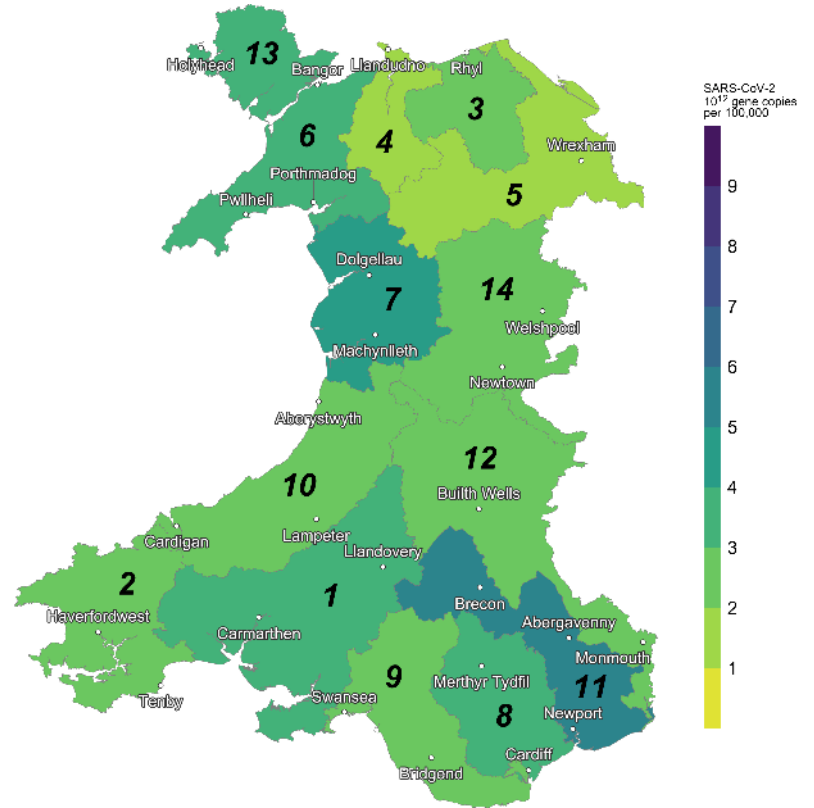 13
Holyhead
Bangor
Llandudno
Rhyl
3
6
4
Wrexham
Porthmadog
Pwllheli
5
Dolgellau
7
14
Welshpool
Machynlleth
Newtown
Aberystwyth
12
10
Builth Wells
Lampeter
Cardigan
Llandovery
2
1
Brecon
Haverfordwest
Abergavenny
Carmarthen
Monmouth
9
Merthyr Tydfil
11
Tenby
Swansea
8
Newport
Cardiff
Bridgend
SARS-CoV-2
10¹² gene copies
per 100,000
9
8
7
6
5
4
3
2
1